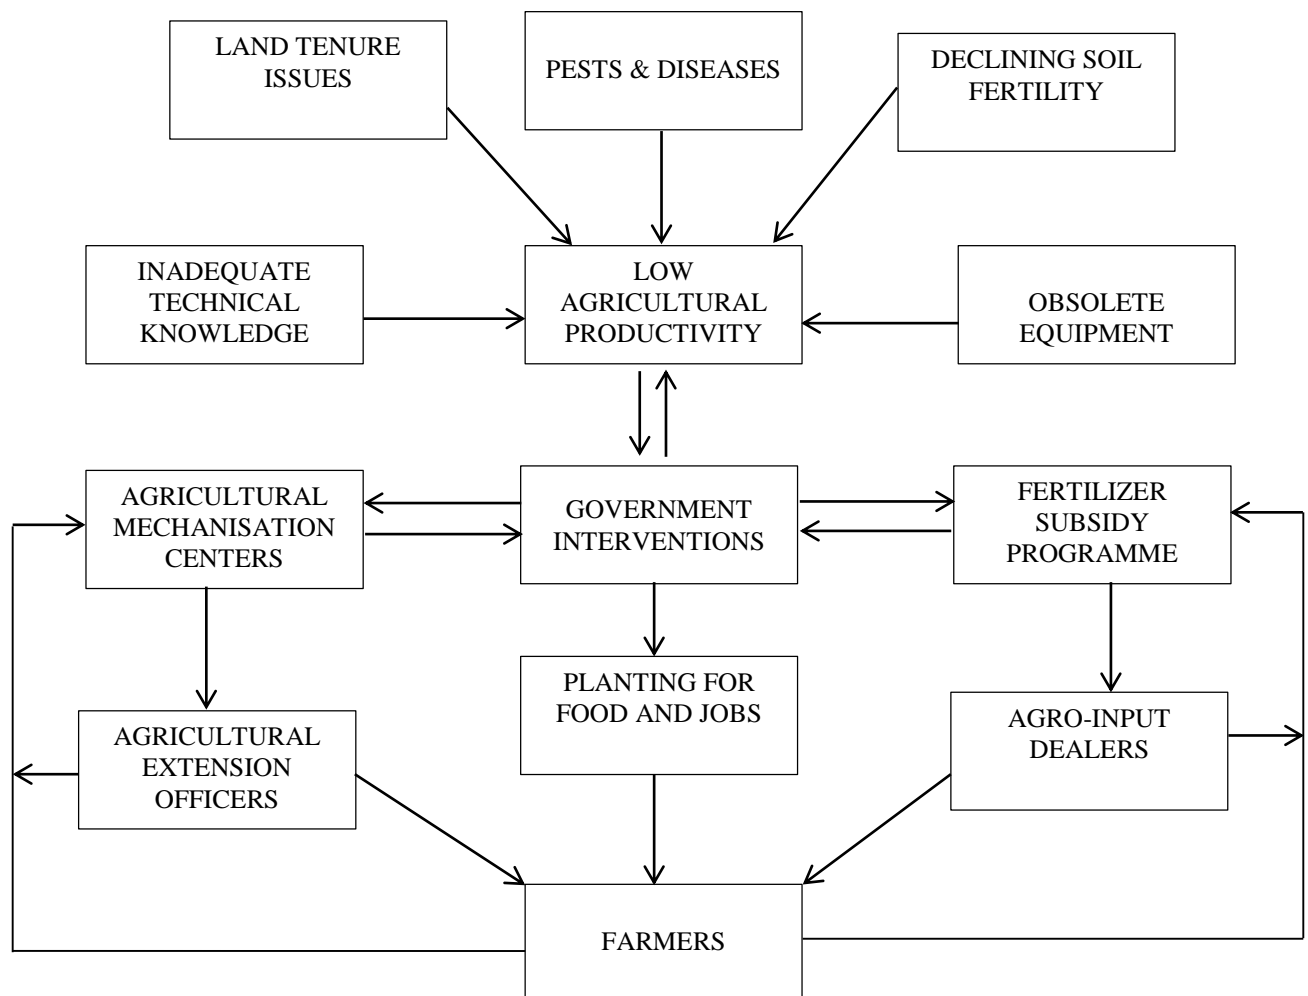 LAND TENURE
ISSUES
PESTS & DISEASES
DECLINING SOIL
FERTILITY
INADEQUATE
TECHNICAL
KNOWLEDGE
LOW
AGRICULTURAL
PRODUCTIVITY
OBSOLETE
EQUIPMENT
AGRICULTURAL
MECHANISATION
CENTERS
GOVERNMENT
INTERVENTIONS
FERTILIZER
SUBSIDY
PROGRAMME
AGRICULTURAL
EXTENSION
OFFICERS
PLANTING FOR
FOOD AND JOBS
AGRO-INPUT
DEALERS
FARMERS